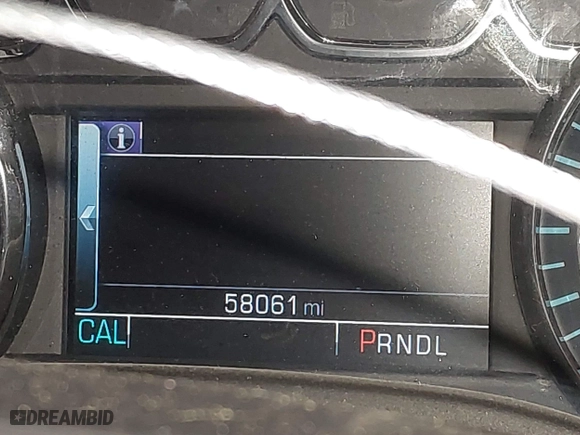 58061 mi
CAL PRNDL
DREAMBID